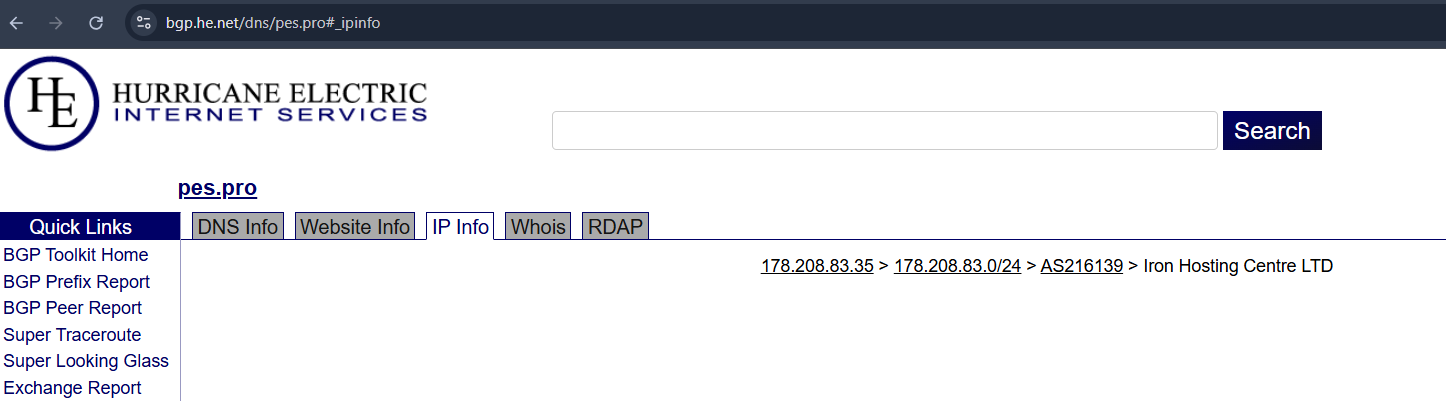 bgp.he.net/dns/pes.pro#_ipinfo
HE
HURRICANE ELECTRIC
INTERNET SERVICES
Search
pes.pro
Quick Links
DNS Info Website Info IP Info Whois RDAP
BGP Toolkit Home
178.208.83.35 > 178.208.83.0/24 > AS216139 > Iron Hosting Centre LTD
BGP Prefix Report
BGP Peer Report
Super Traceroute
Super Looking Glass
Exchange Report